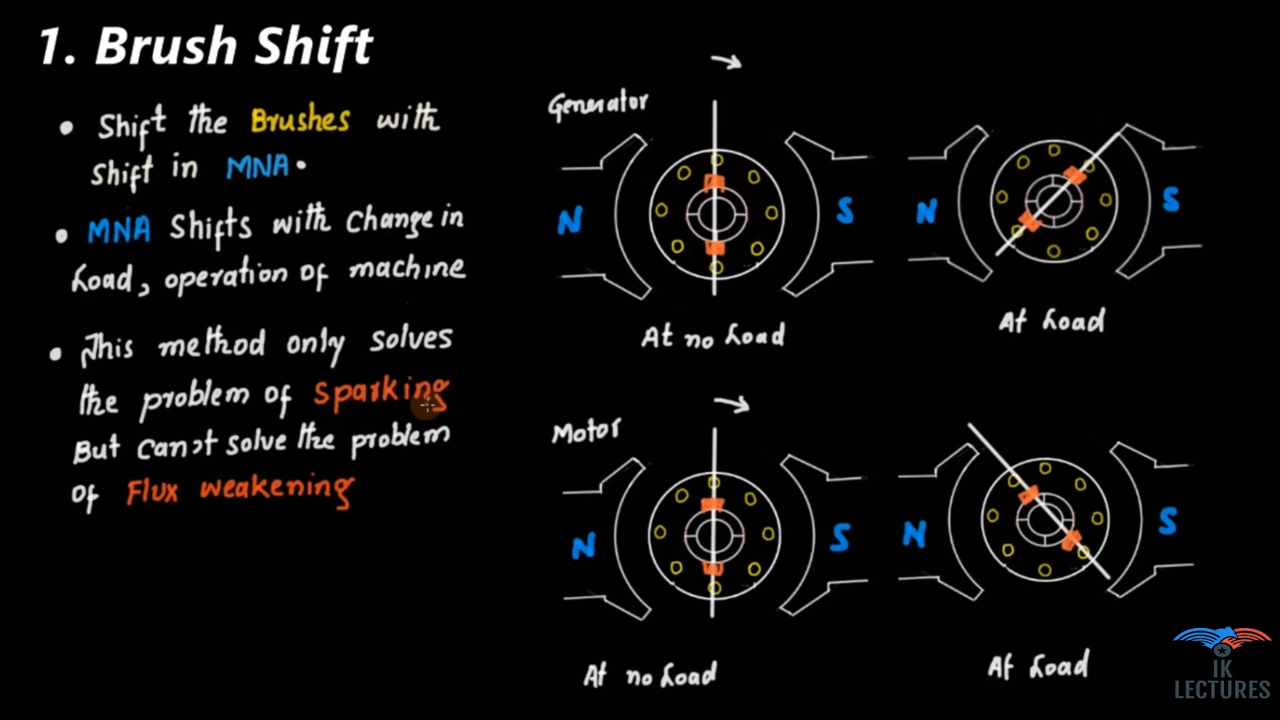 1. Brush Shift
• Shift the Brushes with
Shift in MNA.
• MNA Shifts with Change in
Load, operation of machine
• This method only solves
the problem of Sparking
But can't solve the problem
of Flux weakening
Generator
N
S
At no Load
N
S
At Load
Motor
N
S
At no Load
N
S
At Load
IK
LECTURES